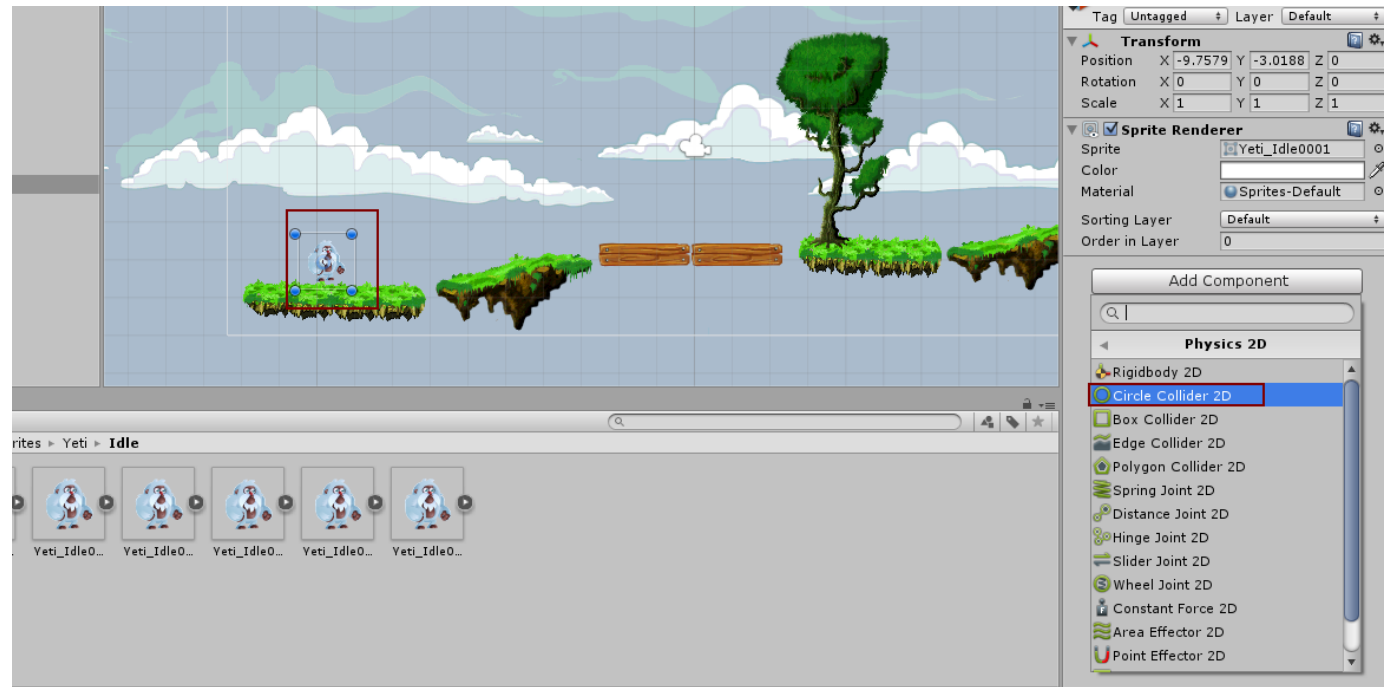 Tag Untagged Layer Default
Transform
Position X -9.7579 Y -3.0188 Z 0
Rotation X 0 Y 0 Z 0
Scale X 1 Y 1 Z 1
Sprite Renderer
Sprite Yeti_Idle0001
Color
Material Sprites-Default
Sorting Layer Default
Order in Layer 0
Add Component
Physics 2D
Rigidbody 2D
Circle Collider 2D
Box Collider 2D
Edge Collider 2D
Polygon Collider 2D
Spring Joint 2D
Distance Joint 2D
Hinge Joint 2D
Slider Joint 2D
Wheel Joint 2D
Constant Force 2D
Area Effector 2D
Point Effector 2D
rites ▸ Yeti ▸ Idle
Yeti_Idle0... Yeti_Idle0... Yeti_Idle0... Yeti_Idle0... Yeti_Idle0...